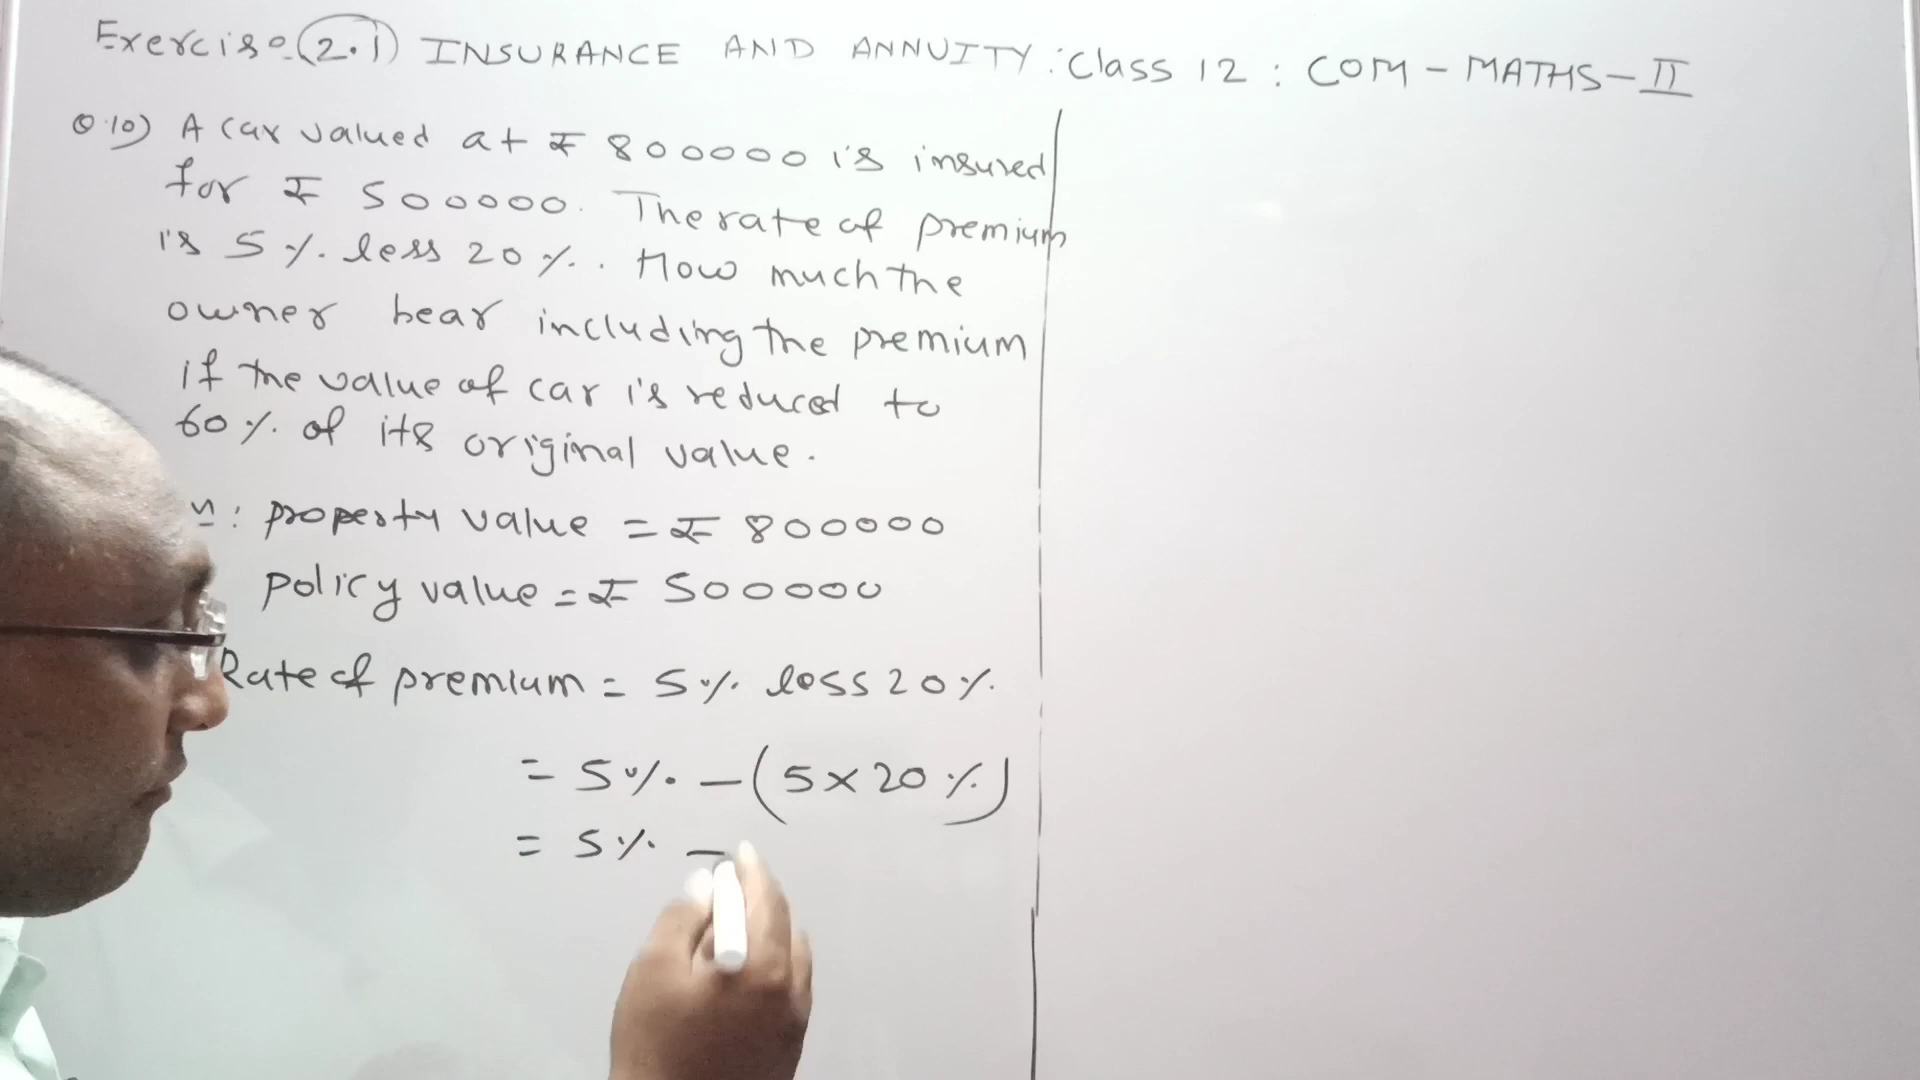 Exercise (2.1) INSURANCE AND ANNUITY : Class 12 : COM - MATHS - II
Q.10) A car valued at ₹ 800000 is insured
for ₹ 500000. The rate of premium
is 5 %. less 20 %. . How much the
owner bear including the premium
if the value of car is reduced to
60 %. of its original value.
n : property value = ₹ 800000
policy value = ₹ 500000
Rate of premium = 5 %. less 20 %.
= 5 %. - (5 x 20 %.)
= 5 %. -